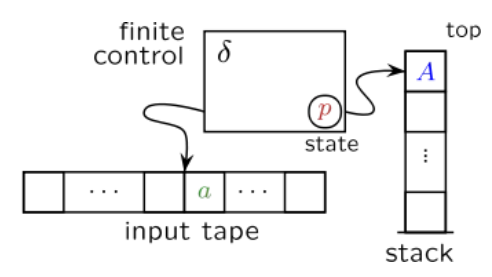 finite
control
δ
top
A
p
state
··· a ···
input tape
⋮
stack